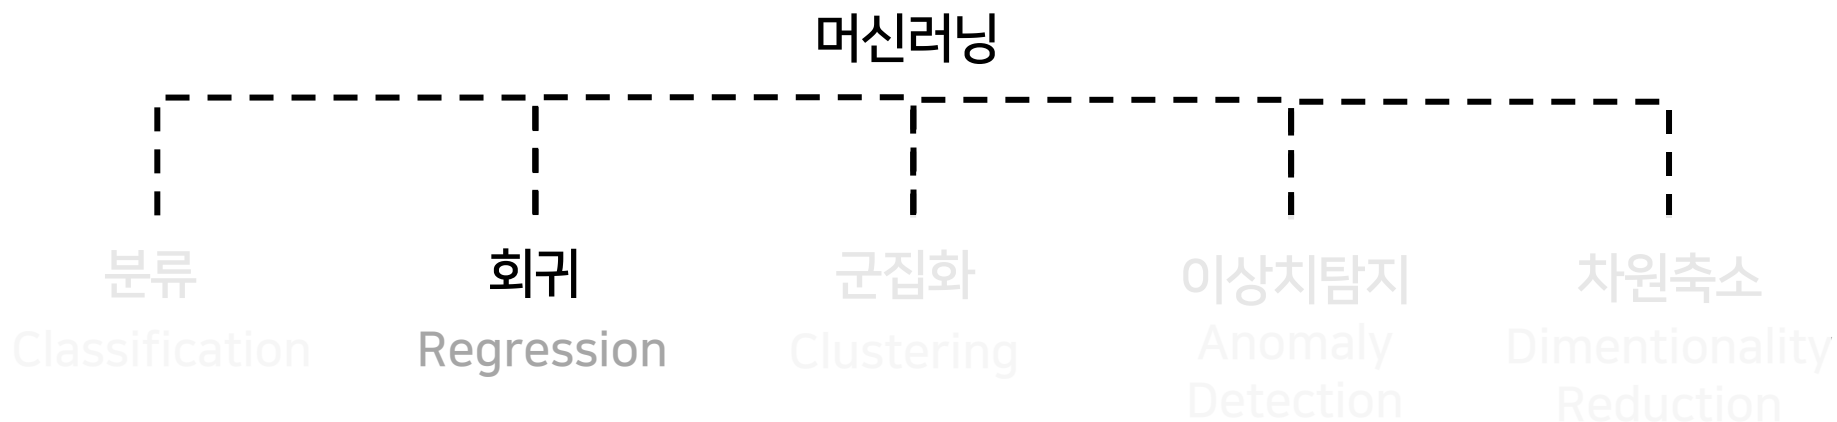 머신러닝
분류
Classification
회귀
Regression
군집화
Clustering
이상치탐지
Anomaly
Detection
차원축소
Dimentionality
Reduction